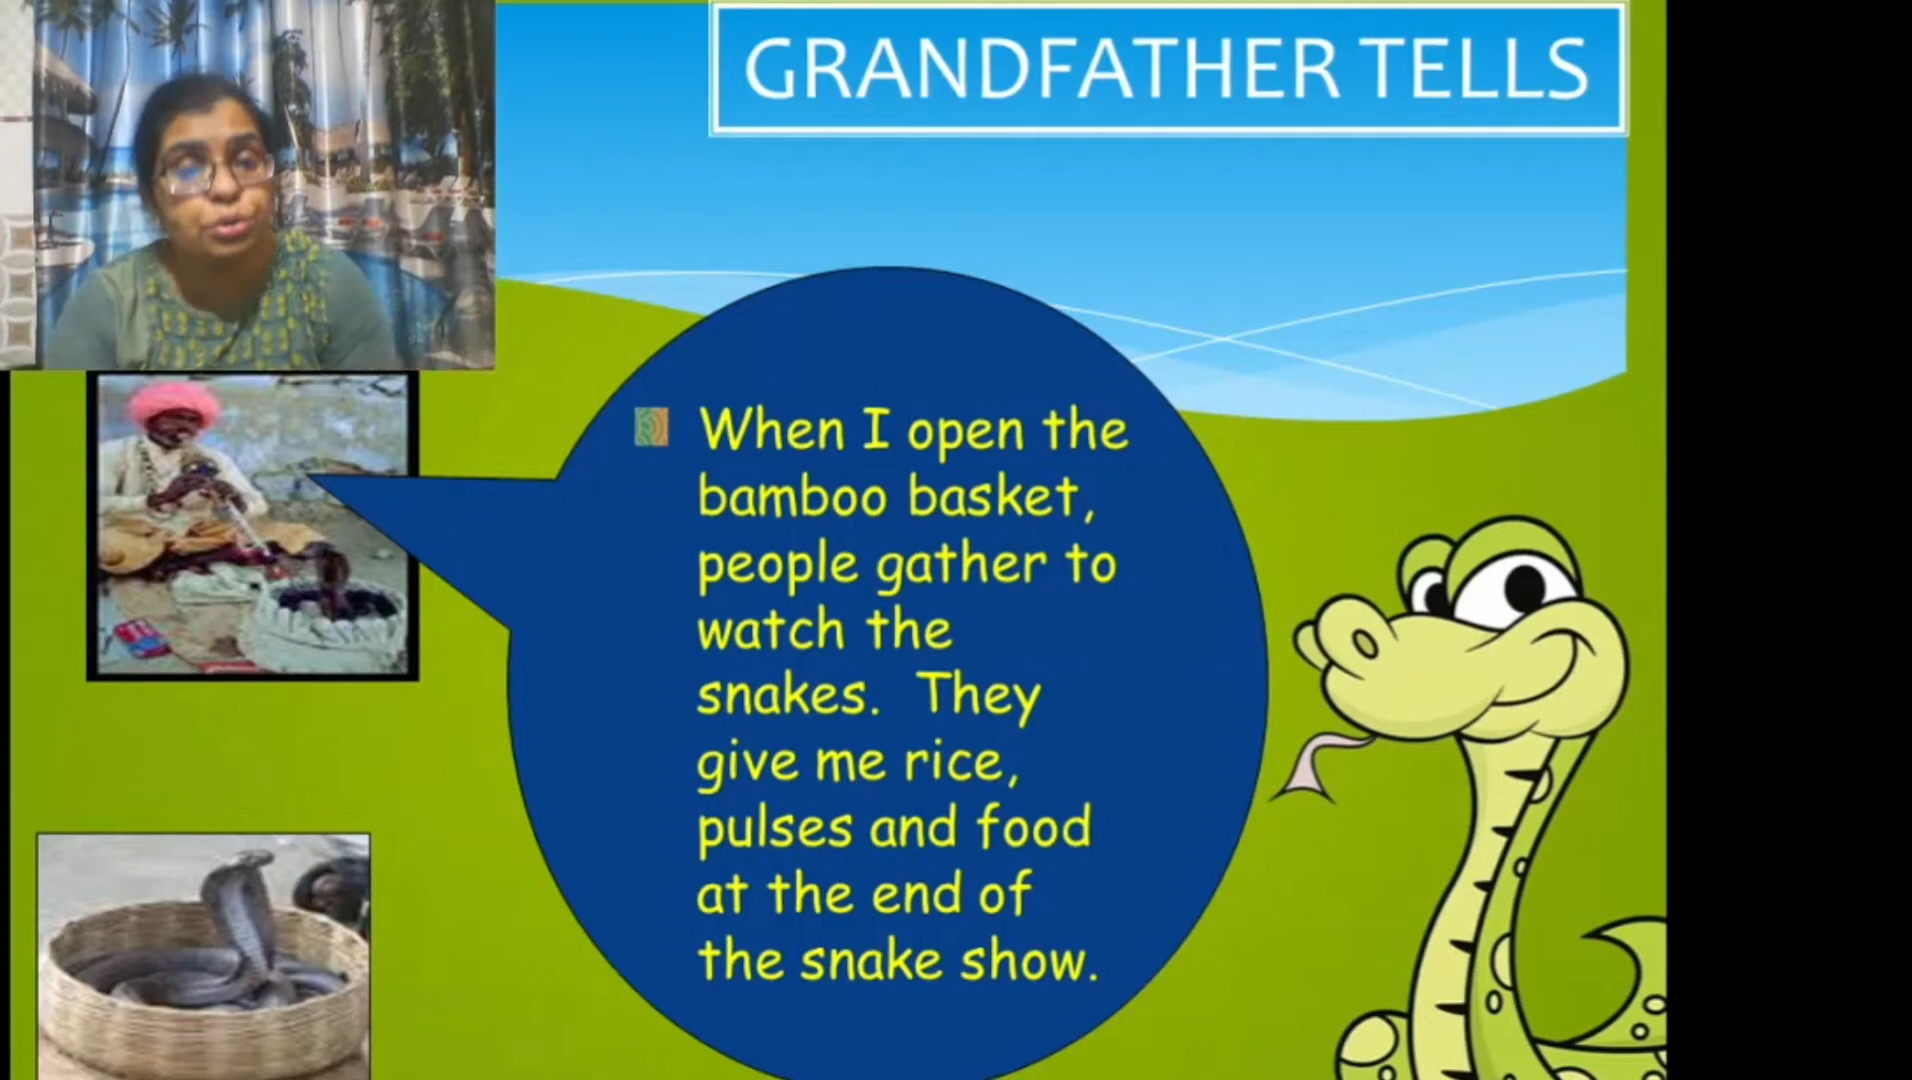 GRANDFATHER TELLS
When I open the
bamboo basket,
people gather to
watch the
snakes. They
give me rice,
pulses and food
at the end of
the snake show.